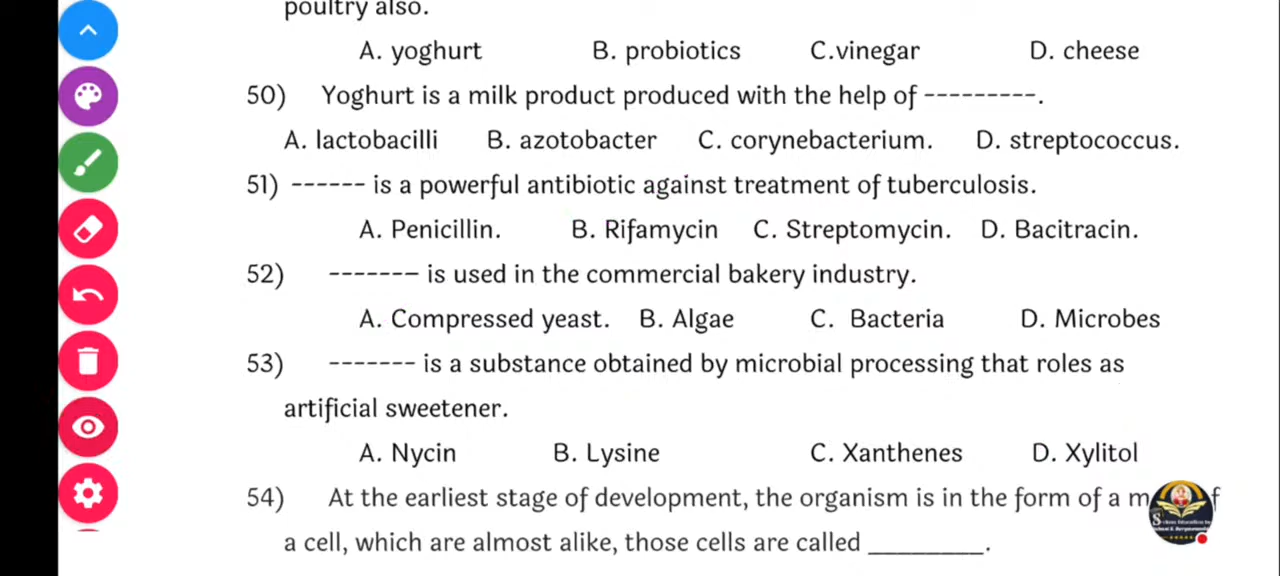 poultry also.
A. yoghurt B. probiotics C.vinegar D. cheese
50) Yoghurt is a milk product produced with the help of ---------.
A. lactobacilli B. azotobacter C. corynebacterium. D. streptococcus.
51) ------ is a powerful antibiotic against treatment of tuberculosis.
A. Penicillin. B. Rifamycin C. Streptomycin. D. Bacitracin.
52) ------- is used in the commercial bakery industry.
A. Compressed yeast. B. Algae C. Bacteria D. Microbes
53) ------- is a substance obtained by microbial processing that roles as
artificial sweetener.
A. Nycin B. Lysine C. Xanthenes D. Xylitol
54) At the earliest stage of development, the organism is in the form of a
a cell, which are almost alike, those cells are called ________.